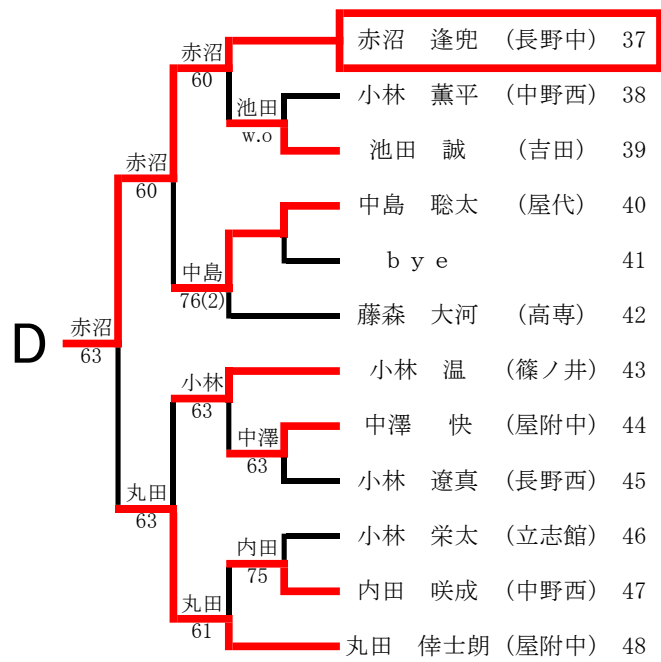 赤沼 逢兜 (長野中) 37
赤沼
60
小林 薫平 (中野西) 38
池田
w.o
池田 誠 (吉田) 39
赤沼
60
中島 聡太 (屋代) 40
bye 41
中島
76(2)
藤森 大河 (高専) 42
赤沼
63
D
小林 温 (篠ノ井) 43
小林
63
中澤 快 (屋附中) 44
中澤
63
小林 遼真 (長野西) 45
丸田
63
小林 栄太 (立志館) 46
内田
75
内田 咲成 (中野西) 47
丸田
61
丸田 倖士朗 (屋附中) 48